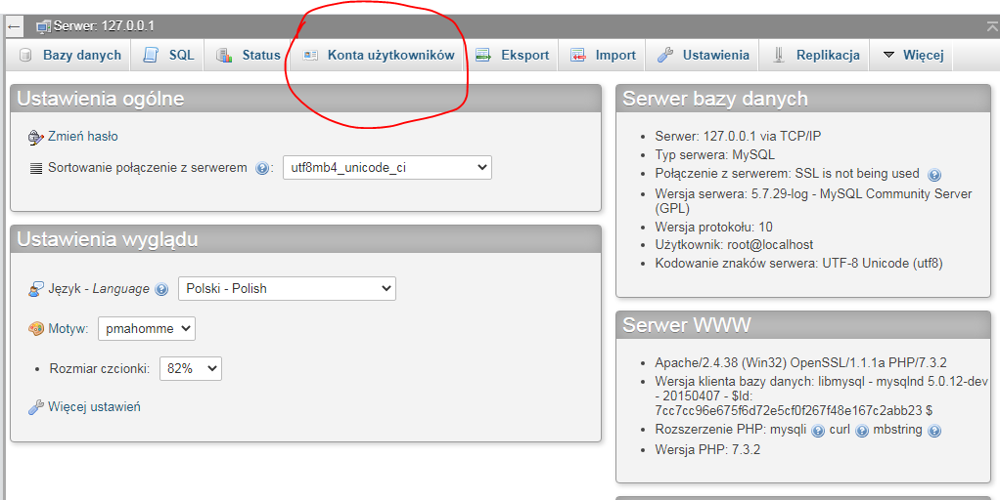 Serwer: 127.0.0.1
Bazy danych SQL Status Konta użytkowników Eksport Import Ustawienia Replikacja Więcej
Ustawienia ogólne
Zmień hasło
Sortowanie połączenie z serwerem : utf8mb4_unicode_ci
Ustawienia wyglądu
Język - Language Polski - Polish
Motyw: pmahomme
Rozmiar czcionki: 82%
Więcej ustawień
Serwer bazy danych
Serwer: 127.0.0.1 via TCP/IP
Typ serwera: MySQL
Połączenie z serwerem: SSL is not being used
Wersja serwera: 5.7.29-log - MySQL Community Server
(GPL)
Wersja protokołu: 10
Użytkownik: root@localhost
Kodowanie znaków serwera: UTF-8 Unicode (utf8)
Serwer WWW
Apache/2.4.38 (Win32) OpenSSL/1.1.1a PHP/7.3.2
Wersja klienta bazy danych: libmysql - mysqlnd 5.0.12-dev
- 20150407 - $Id:
7cc7cc96e675f6d72e5cf0f267f48e167c2abb23 $
Rozszerzenie PHP: mysqli curl mbstring
Wersja PHP: 7.3.2